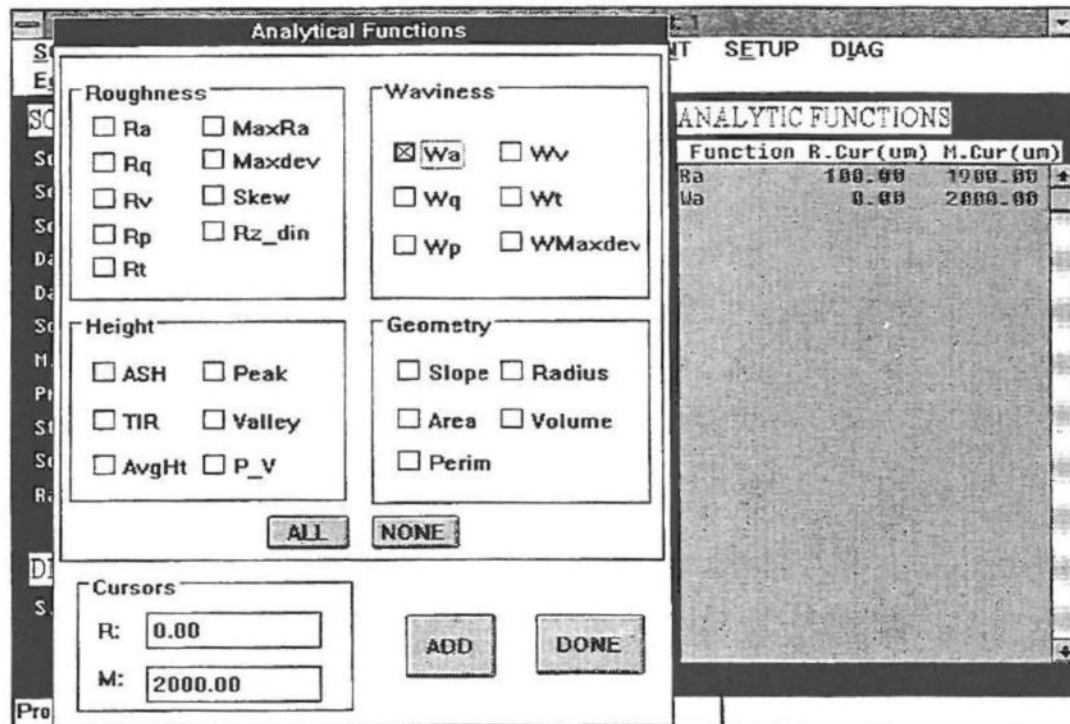 Analytical Functions
SETUP DIAG
Roughness
Ra MaxRa
Rq Maxdev
Rv Skew
Rp Rz_din
Rt
Waviness
Wa Wv
Wq Wt
Wp WMaxdev
Height
ASH Peak
TIR Valley
AvgHt P_V
Geometry
Slope Radius
Area Volume
Perim
ALL NONE
Cursors
R: 0.00
M: 2000.00
ADD DONE
ANALYTIC FUNCTIONS
Function R.Cur(um) M.Cur(um)
Ra 100.00 1900.00
Wa 0.00 2000.00
Pro